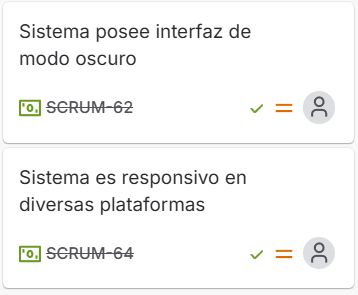 Sistema posee interfaz de
modo oscuro
SCRUM-62
Sistema es responsivo en
diversas plataformas
SCRUM-64